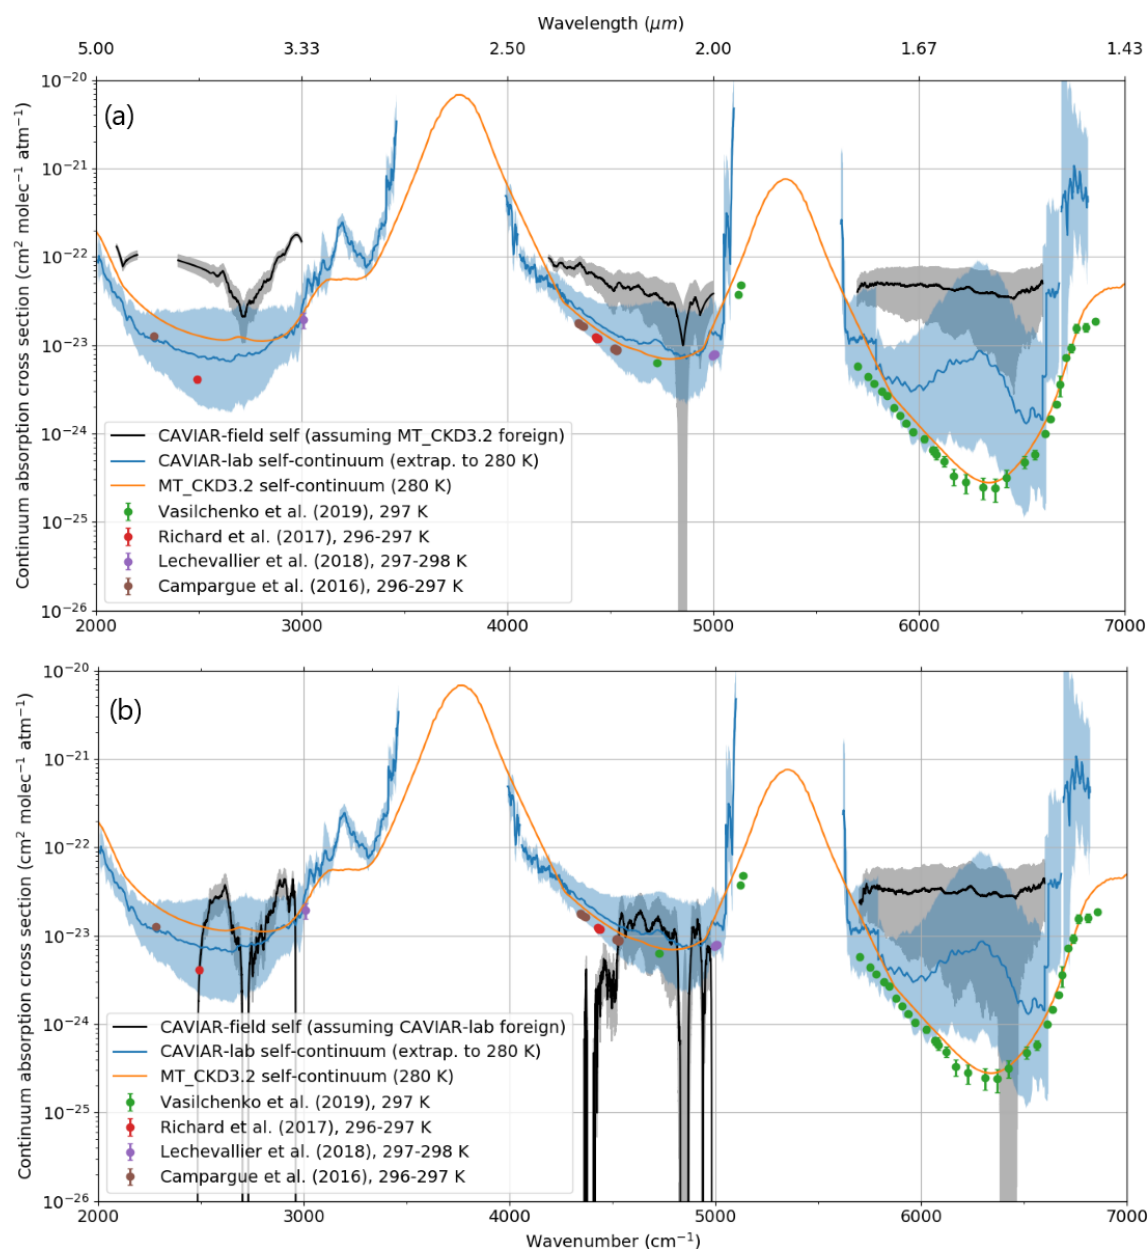 Wavelength (μm)
5.00 3.33 2.50 2.00 1.67 1.43
(a)
Continuum absorption cross section (cm² molec⁻¹ atm⁻¹)
10⁻²⁰
10⁻²¹
10⁻²²
10⁻²³
10⁻²⁴
10⁻²⁵
10⁻²⁶
CAVIAR-field self (assuming MT_CKD3.2 foreign)
CAVIAR-lab self-continuum (extrap. to 280 K)
MT_CKD3.2 self-continuum (280 K)
Vasilchenko et al. (2019), 297 K
Richard et al. (2017), 296-297 K
Lechevallier et al. (2018), 297-298 K
Campargue et al. (2016), 296-297 K
2000 3000 4000 5000 6000 7000
(b)
Continuum absorption cross section (cm² molec⁻¹ atm⁻¹)
10⁻²⁰
10⁻²¹
10⁻²²
10⁻²³
10⁻²⁴
10⁻²⁵
10⁻²⁶
CAVIAR-field self (assuming CAVIAR-lab foreign)
CAVIAR-lab self-continuum (extrap. to 280 K)
MT_CKD3.2 self-continuum (280 K)
Vasilchenko et al. (2019), 297 K
Richard et al. (2017), 296-297 K
Lechevallier et al. (2018), 297-298 K
Campargue et al. (2016), 296-297 K
2000 3000 4000 5000 6000 7000
Wavenumber (cm⁻¹)